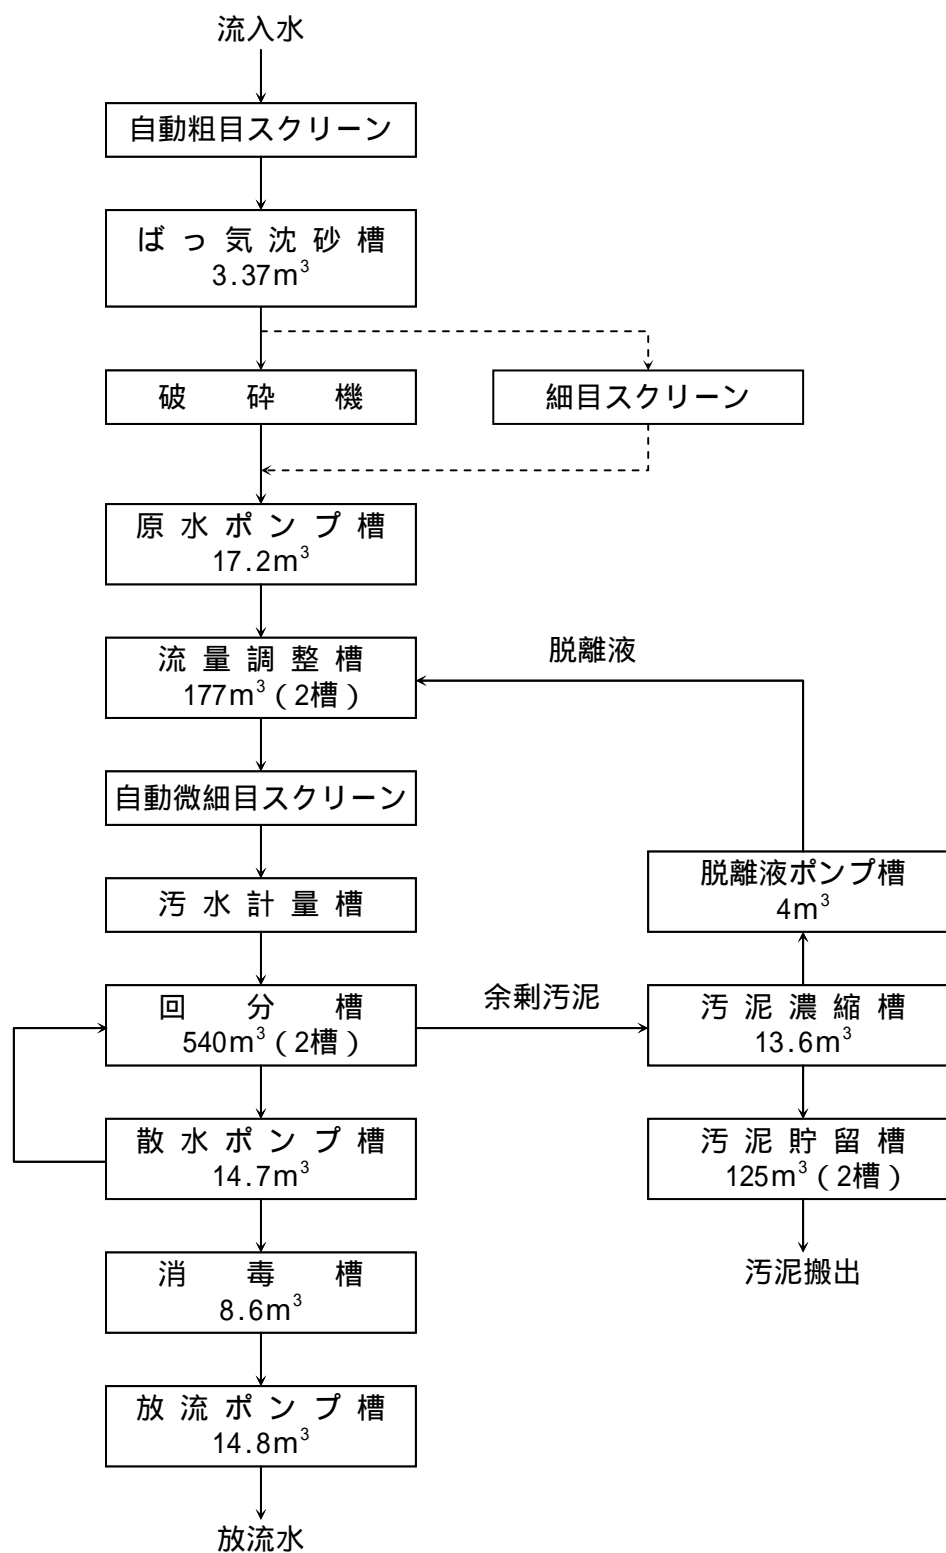 流入水
自動粗目スクリーン
ばっ気沈砂槽
3.37m³
破砕機
細目スクリーン
原水ポンプ槽
17.2m³
流量調整槽
177m³（2槽）
脱離液
自動微細目スクリーン
汚水計量槽
脱離液ポンプ槽
4m³
回分槽
540m³（2槽）
余剰汚泥
汚泥濃縮槽
13.6m³
散水ポンプ槽
14.7m³
汚泥貯留槽
125m³（2槽）
消毒槽
8.6m³
汚泥搬出
放流ポンプ槽
14.8m³
放流水